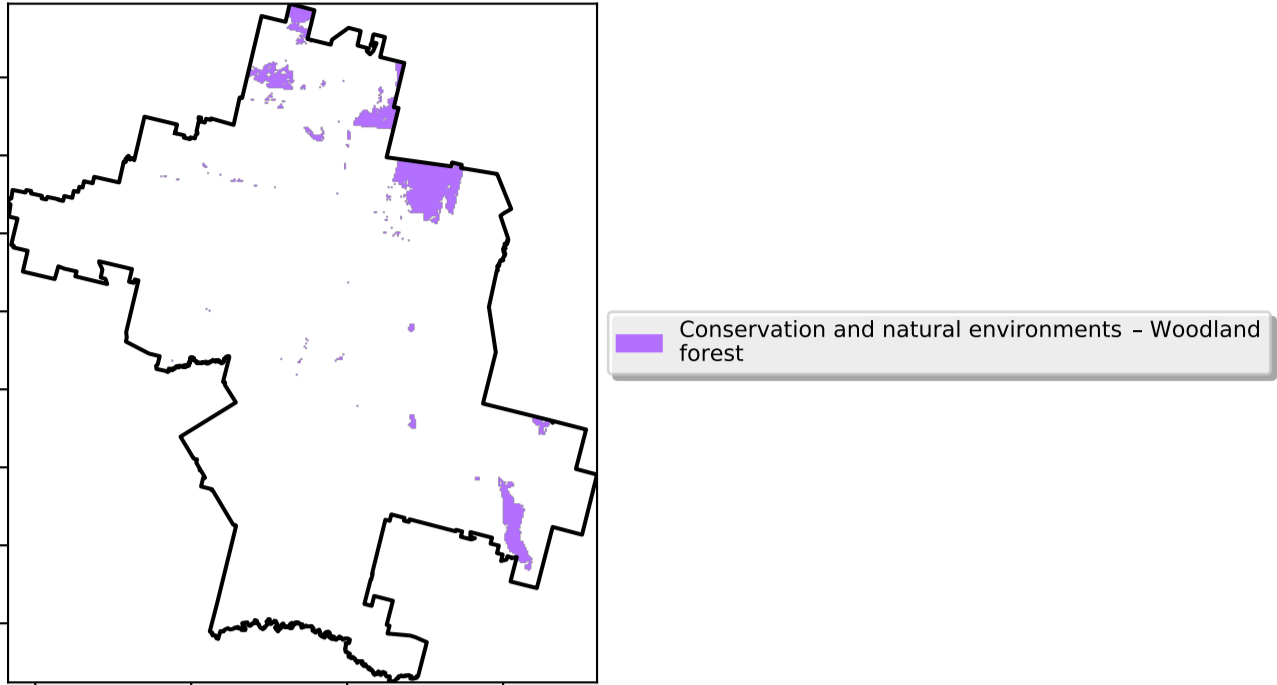 Conservation and natural environments – Woodland
forest